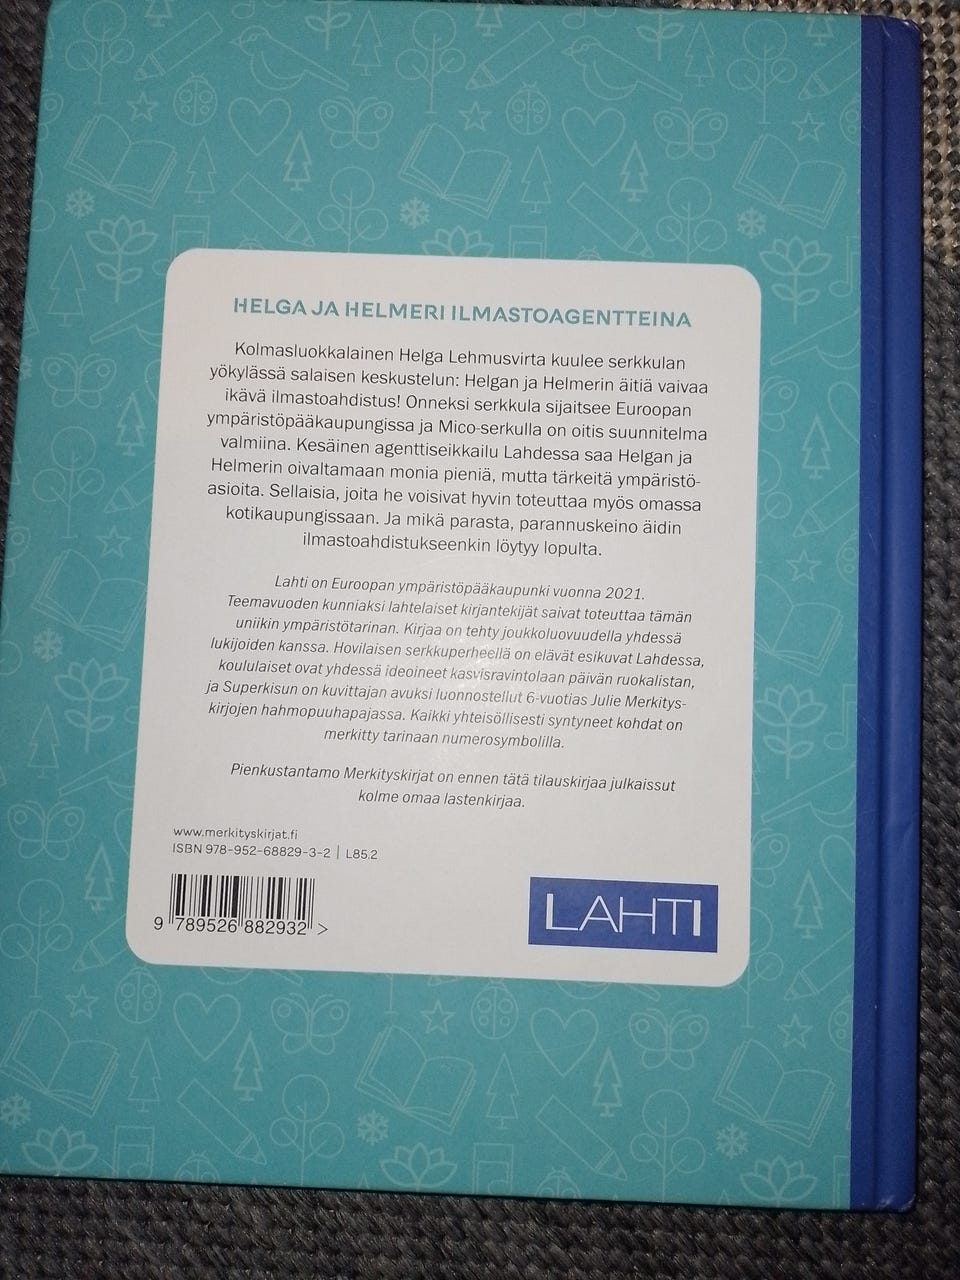 HELGA JA HELMERI ILMASTOAGENTTEINA
Kolmasluokkalainen Helga Lehmusvirta kuulee serkkulan
yökylässä salaisen keskustelun: Helgan ja Helmerin äitiä vaivaa
ikävä ilmastoahdistus! Onneksi serkkula sijaitsee Euroopan
ympäristöpääkaupungissa ja Mico-serkulla on oitis suunnitelma
valmiina. Kesäinen agenttiseikkailu Lahdessa saa Helgan ja
Helmerin oivaltamaan monia pieniä, mutta tärkeitä ympäristö-
asioita. Sellaisia, joita he voisivat hyvin toteuttaa myös omassa
kotikaupungissaan. Ja mikä parasta, parannuskeino äidin
ilmastoahdistukseenkin löytyy lopulta.
Lahti on Euroopan ympäristöpääkaupunki vuonna 2021.
Teemavuoden kunniaksi lahtelaiset kirjantekijät saivat toteuttaa tämän
uniikin ympäristötarinan. Kirjaa on tehty joukkoluovuudella yhdessä
lukijoiden kanssa. Hovilaisen serkkuperheellä on elävät esikuvat Lahdessa,
koululaiset ovat yhdessä ideoineet kasvisravintolaan päivän ruokalistan,
ja Superkisun on kuvittajan avuksi luonnostellut 6-vuotias Julie Merkitys-
kirjojen hahmopuuhapajassa. Kaikki yhteisöllisesti syntyneet kohdat on
merkitty tarinaan numerosymbolilla.
Pienkustantamo Merkityskirjat on ennen tätä tilauskirjaa julkaissut
kolme omaa lastenkirjaa.
www.merkityskirjat.fi
ISBN 978-952-68829-3-2 | L85.2
9 789526 882932 >
LAHTI